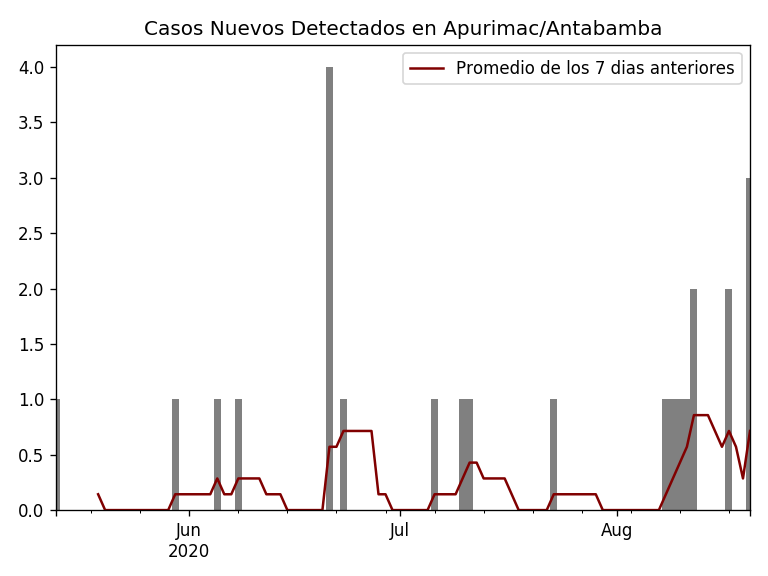 Casos Nuevos Detectados en Apurimac/Antabamba
Promedio de los 7 dias anteriores
4.0
3.5
3.0
2.5
2.0
1.5
1.0
0.5
0.0
Jun
2020
Jul
Aug